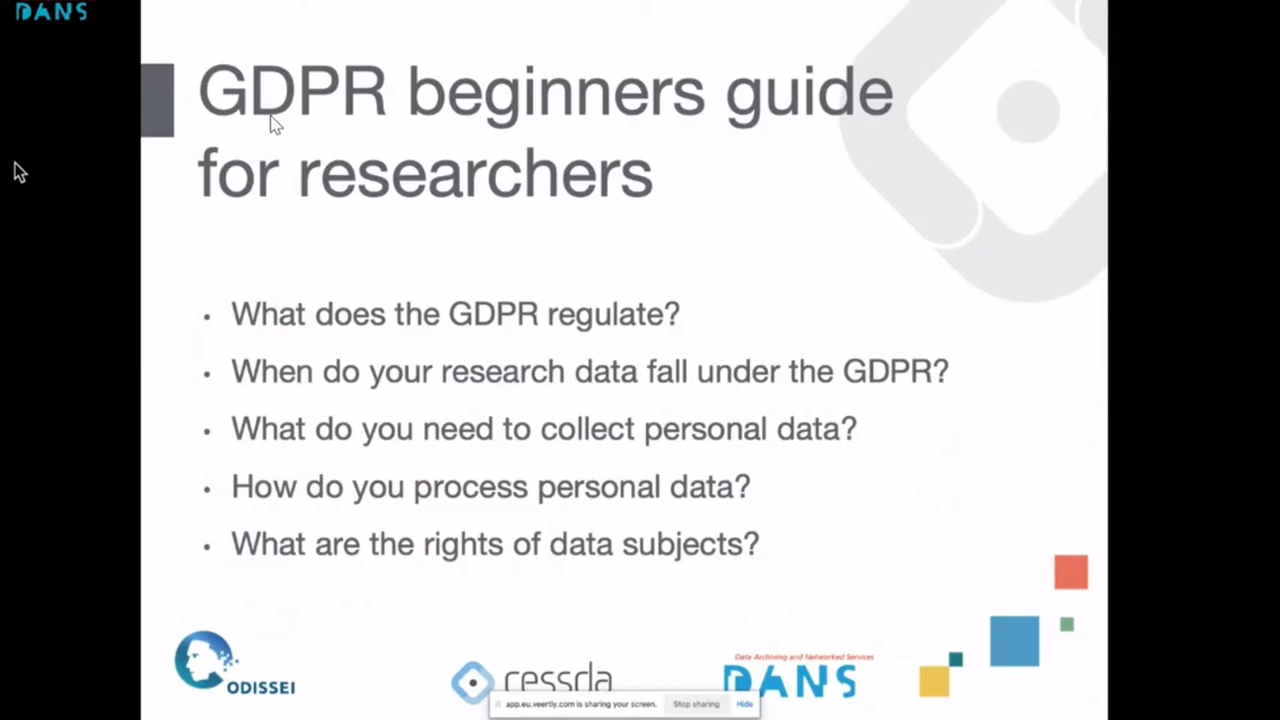 DANS
GDPR beginners guide
for researchers
• What does the GDPR regulate?
• When do your research data fall under the GDPR?
• What do you need to collect personal data?
• How do you process personal data?
• What are the rights of data subjects?
ODISSEI
cessda
Data Archiving and Networked Services
DANS
app.eu.veertly.com is sharing your screen. Stop sharing Hide